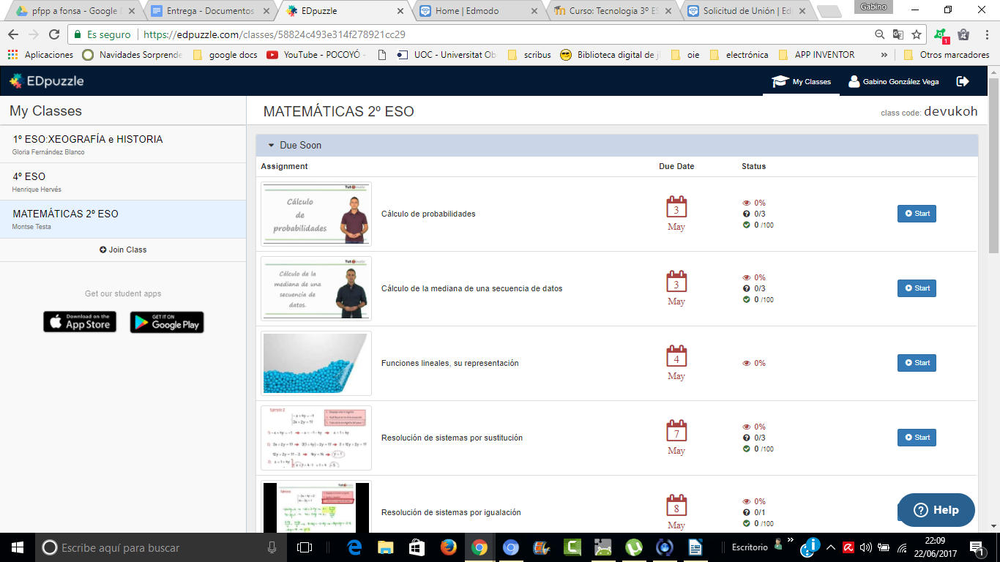 pfpp a fonsa - Google
Entrega - Documentos
EDpuzzle
Home | Edmodo
Curso: Tecnologia 3º ES
Solicitud de Unión | Ed
Gabino
Es seguro
https://edpuzzle.com/classes/58824c493e314f278921cc29
1
Aplicaciones
Navidades Sorprend
google docs
YouTube - POCOYÓ -
UOC - Universitat Ob
scribus
Biblioteca digital de j
oie
electrónica
APP INVENTOR
»
Otros marcadores
EDpuzzle
My Classes
Gabino González Vega
My Classes
MATEMÁTICAS 2º ESO
class code: devukoh
1º ESO:XEOGRAFÍA e HISTORIA
Gloria Fernández Blanco
4º ESO
Henrique Hervés
MATEMÁTICAS 2º ESO
Montse Testa
Join Class
Get our student apps
Download on the
App Store
GET IT ON
Google Play
Due Soon
Assignment
Due Date
Status
Cálculo
de
probabilidades
Cálculo de probabilidades
3
May
0%
0/3
0 /100
Start
Cálculo de la
mediana de una
secuencia de
datos.
Cálculo de la mediana de una secuencia de datos
3
May
0%
0/3
0 /100
Start
Funciones lineales, su representación
4
May
0%
Start
Resolución de sistemas por sustitución
7
May
0%
0/3
0 /100
Start
Resolución de sistemas por igualación
8
May
0%
0/1
0 /100
Help
Escribe aquí para buscar
Escritorio
»
22:09
22/06/2017
1